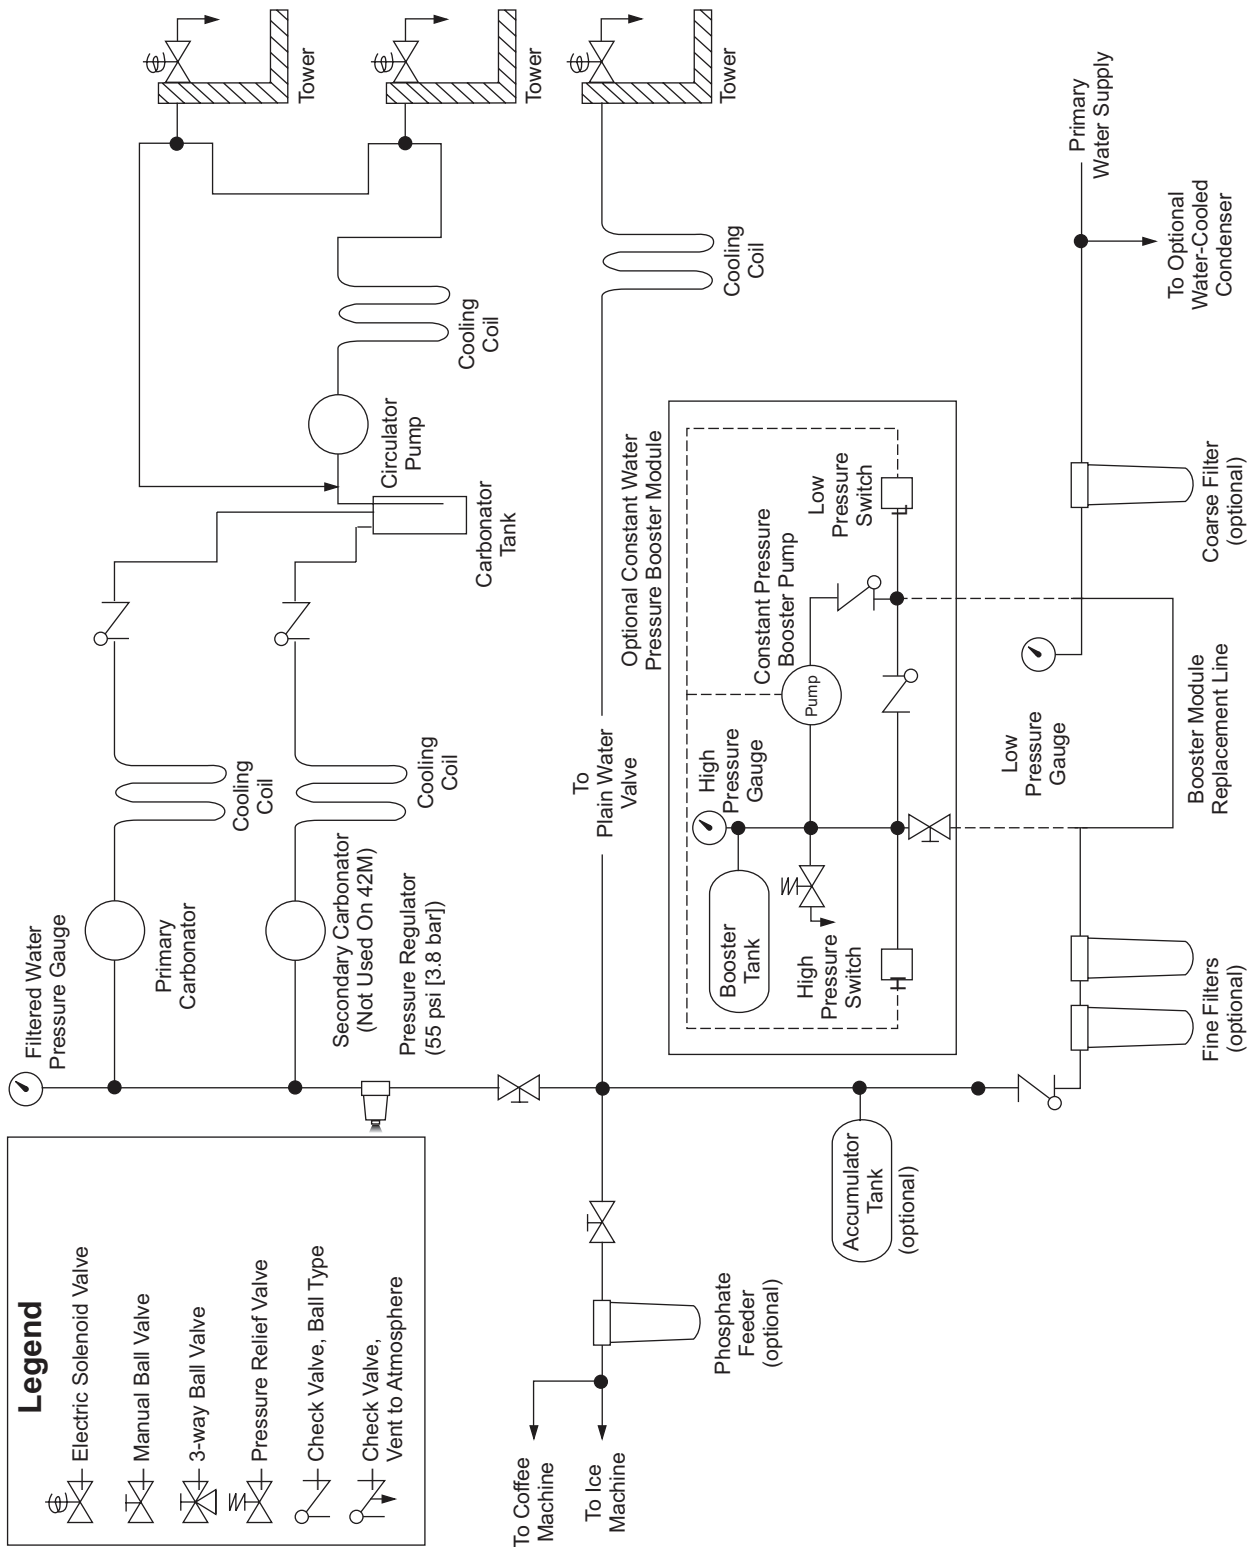 Legend
Electric Solenoid Valve
Manual Ball Valve
3-way Ball Valve
Pressure Relief Valve
Check Valve, Ball Type
Check Valve,
Vent to Atmosphere
Filtered Water
Pressure Gauge
Primary
Carbonator
Secondary Carbonator
(Not Used On 42M)
Pressure Regulator
(55 psi [3.8 bar])
Cooling
Coil
Cooling
Coil
Carbonator
Tank
Circulator
Pump
Cooling
Coil
Tower
Tower
Tower
To Coffee
Machine
To Ice
Machine
Phosphate
Feeder
(optional)
To
Plain Water
Valve
Cooling
Coil
Accumulator
Tank
(optional)
Optional Constant Water
Pressure Booster Module
Booster
Tank
High
Pressure
Gauge
High
Pressure
Switch
H
Constant Pressure
Booster Pump
Pump
Low
Pressure
Switch
L
Fine Filters
(optional)
Low
Pressure
Gauge
Booster Module
Replacement Line
Coarse Filter
(optional)
To Optional
Water-Cooled
Condenser
Primary
Water Supply